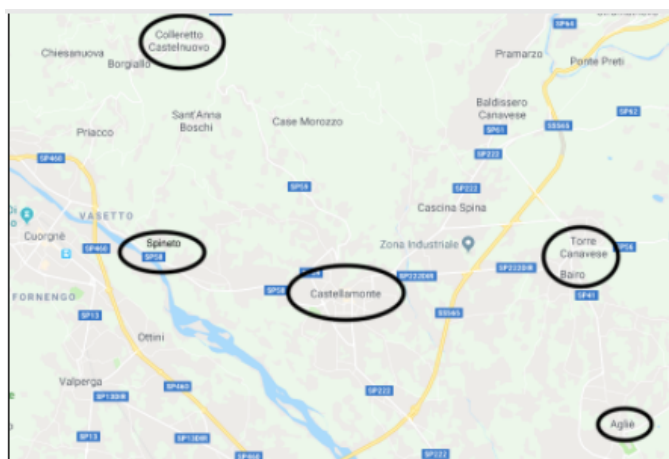 Colleretto
Castelnuovo
SP64
Chiesanuova
Borgiallo
Pramarzo
Ponte Preti
Sant'Anna
Boschi
Case Morozzo
Baldissero
Canavese
SP61
SS565
SP62
Priacco
SP460
SP222
SP59
SP222
VASETTO
Cascina Spina
Cuorgnè
SP460
Spineto
SP58
Zona Industriale
Torre
Canavese
SP56
Bairo
SP222DIR
SP222DIR
SP58
Castellamonte
SP41
FORNENGO
SP13
SS565
Ottini
Valperga
SP460
SP222
SP13DIR
Agliè
SP13
SP13DIR
SP222
SP460